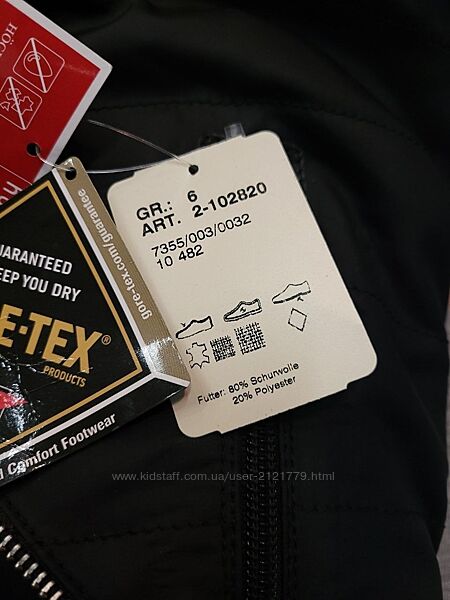 HÖCH
GR.: 6
ART. 2-102820
7355/003/0032
10 482
Futter: 80% Schurwolle
20% Polyester
gore-tex.com/guarantee
GUARANTEED
KEEP YOU DRY
E-TEX®
PRODUCTS
d Comfort Footwear
www.kidstaff.com.ua/user-2121779.html